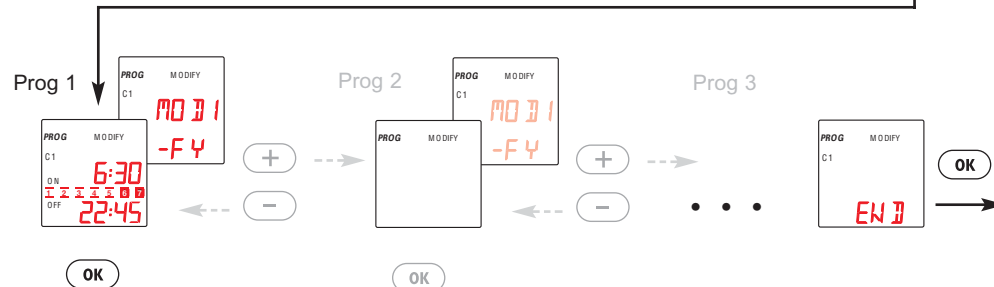 Prog 1
PROG MODIFY
C1
MODI
-FY
PROG MODIFY
C1
ON 6:30
1 2 3 4 5 6 7
OFF 22:45
OK
+
-
Prog 2
PROG MODIFY
C1
MODI
-FY
PROG MODIFY
OK
+
-
Prog 3
• • •
PROG MODIFY
C1
END
OK